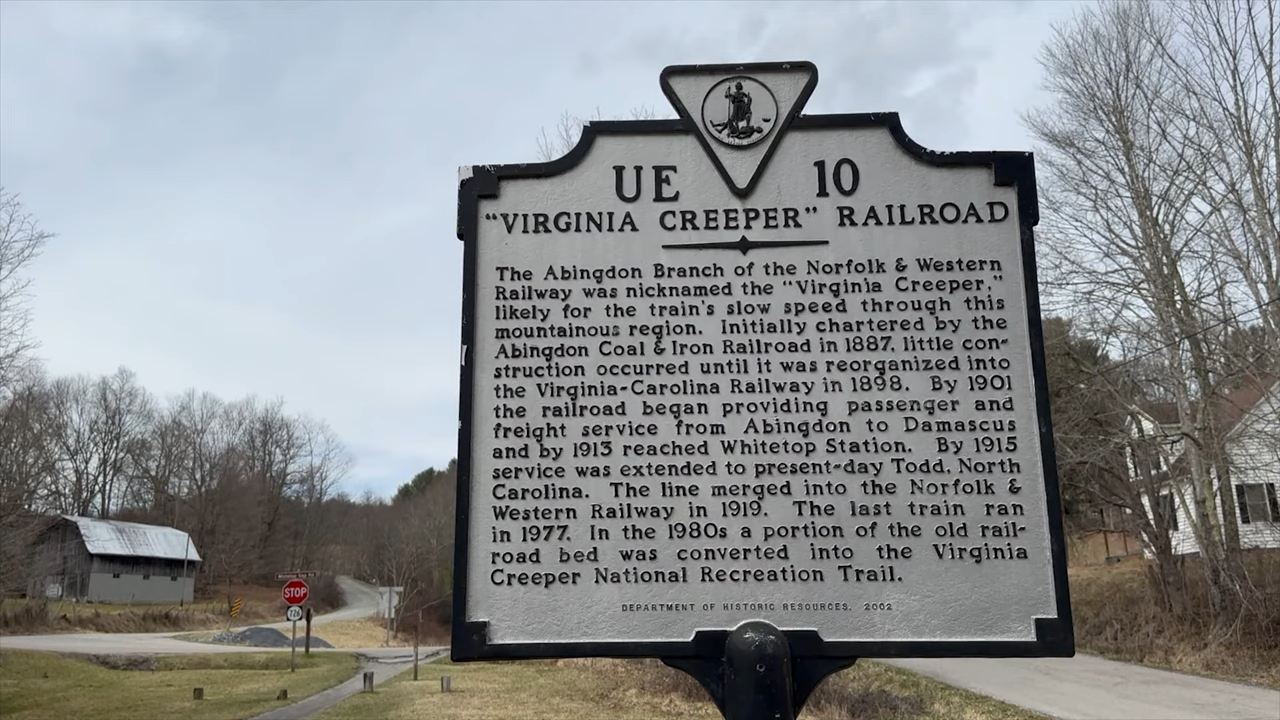 UE 10
"VIRGINIA CREEPER" RAILROAD
The Abingdon Branch of the Norfolk & Western
Railway was nicknamed the "Virginia Creeper,"
likely for the train's slow speed through this
mountainous region. Initially chartered by the
Abingdon Coal & Iron Railroad in 1887, little con-
struction occurred until it was reorganized into
the Virginia-Carolina Railway in 1898. By 1901
the railroad began providing passenger and
freight service from Abingdon to Damascus
and by 1913 reached Whitetop Station. By 1915
service was extended to present-day Todd, North
Carolina. The line merged into the Norfolk &
Western Railway in 1919. The last train ran
in 1977. In the 1980s a portion of the old rail-
road bed was converted into the Virginia
Creeper National Recreation Trail.
DEPARTMENT OF HISTORIC RESOURCES, 2002
STOP
726